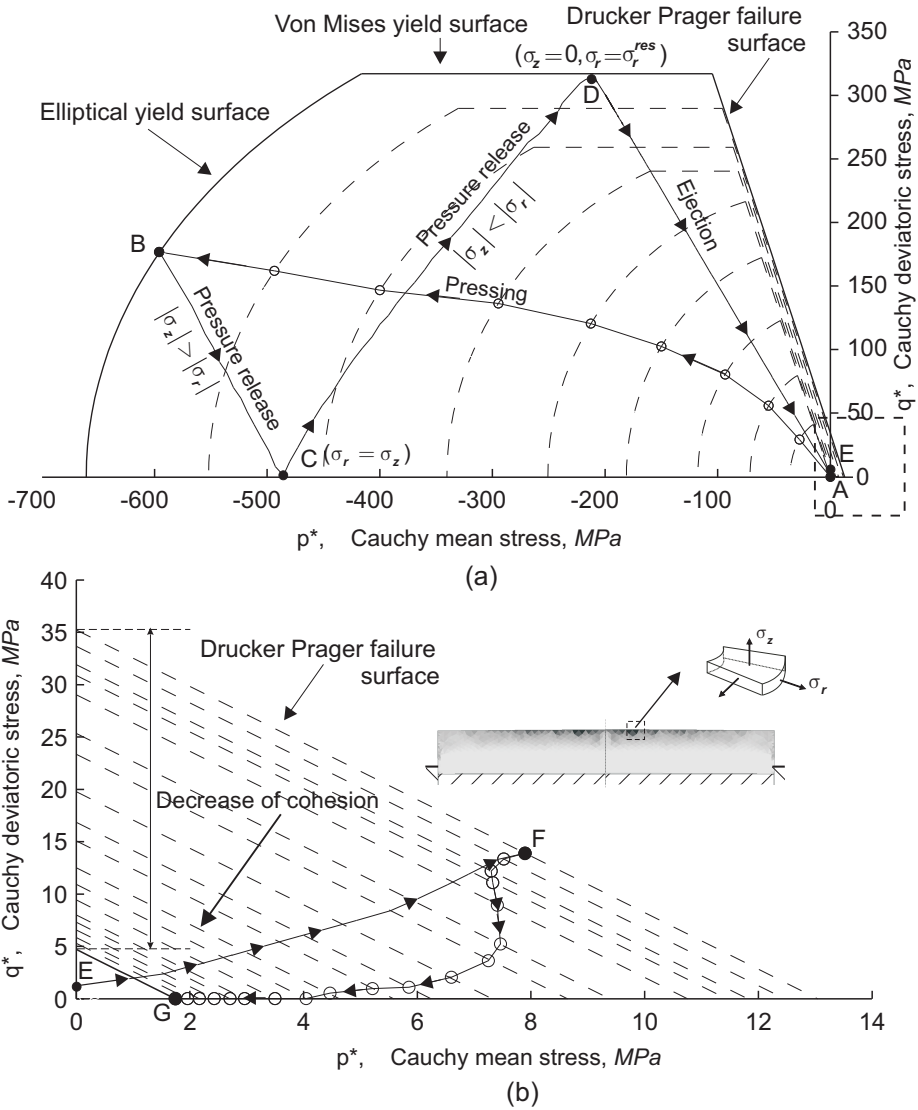 Von Mises yield surface
Drucker Prager failure
surface
(σz=0,σr=σr^res)
D
Elliptical yield surface
B
Pressure release
|σz|>|σr|
Pressure release
|σz|<|σr|
Pressing
Ejection
C (σr = σz)
E
A
350
300
250
200
150
100
50
0
q*, Cauchy deviatoric stress, MPa
-700
-600
-500
-400
-300
-200
-100
0
p*, Cauchy mean stress, MPa
(a)
40
35
30
25
20
15
10
5
0
q*, Cauchy deviatoric stress, MPa
Drucker Prager failure
surface
σz
σr
Decrease of cohesion
F
E
G
0
2
4
6
8
10
12
14
p*, Cauchy mean stress, MPa
(b)